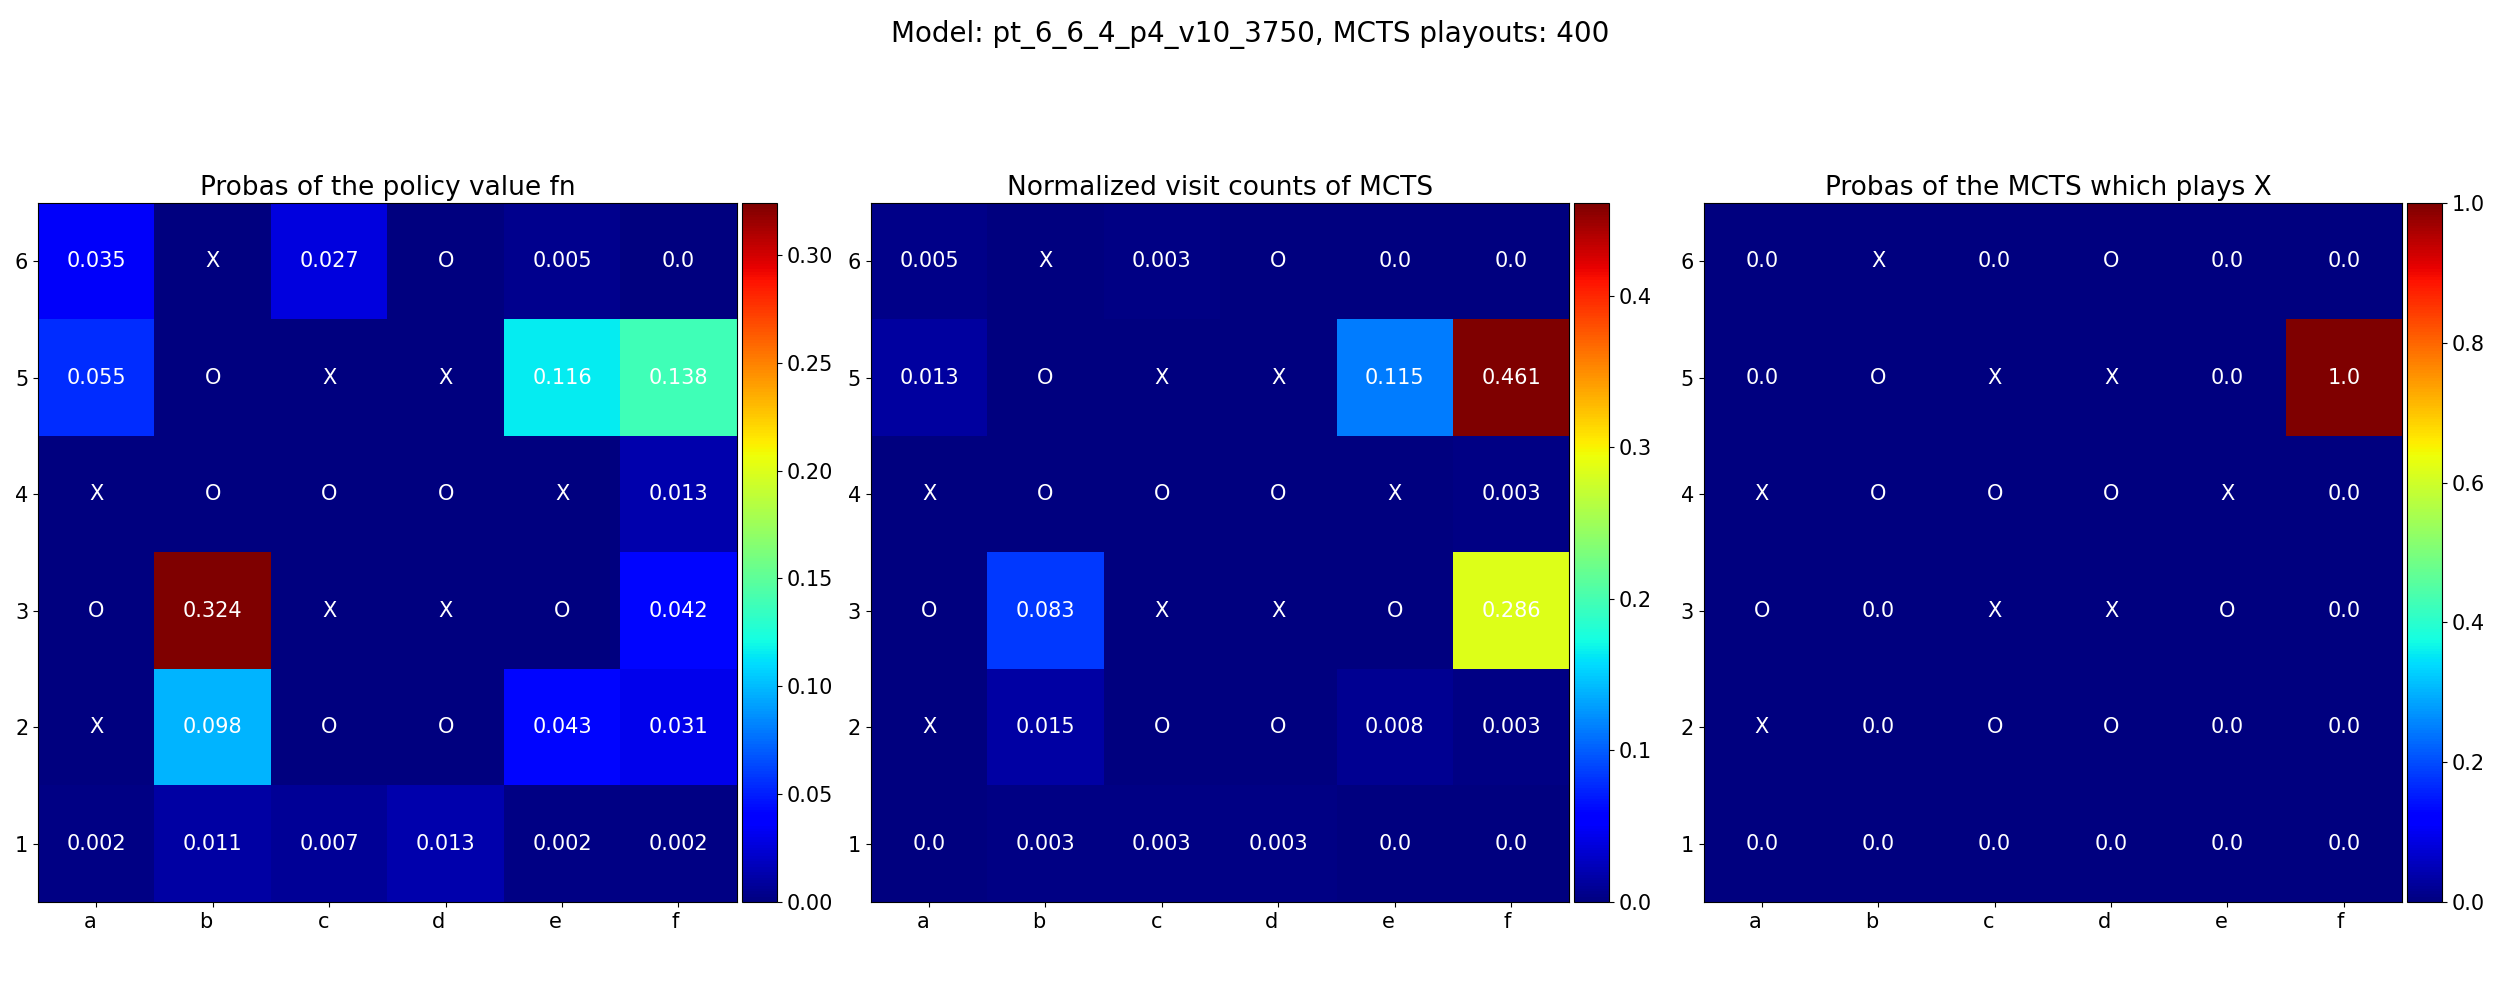 Model: pt_6_6_4_p4_v10_3750, MCTS playouts: 400
Probas of the policy value fn
6 0.035 X 0.027 O 0.005 0.0
5 0.055 O X X 0.116 0.138
4 X O O O X 0.013
3 O 0.324 X X O 0.042
2 X 0.098 O O 0.043 0.031
1 0.002 0.011 0.007 0.013 0.002 0.002
a b c d e f
0.30
0.25
0.20
0.15
0.10
0.05
0.00
Normalized visit counts of MCTS
6 0.005 X 0.003 O 0.0 0.0
5 0.013 O X X 0.115 0.461
4 X O O O X 0.003
3 O 0.083 X X O 0.286
2 X 0.015 O O 0.008 0.003
1 0.0 0.003 0.003 0.003 0.0 0.0
a b c d e f
0.4
0.3
0.2
0.1
0.0
Probas of the MCTS which plays X
0.0 X 0.0 O 0.0 0.0
0.0 O X X 0.0 1.0
X O O O X 0.0
O 0.0 X X O 0.0
X 0.0 O O 0.0 0.0
0.0 0.0 0.0 0.0 0.0 0.0
6
5
4
3
2
1
a b c d e f
1.0
0.8
0.6
0.4
0.2
0.0